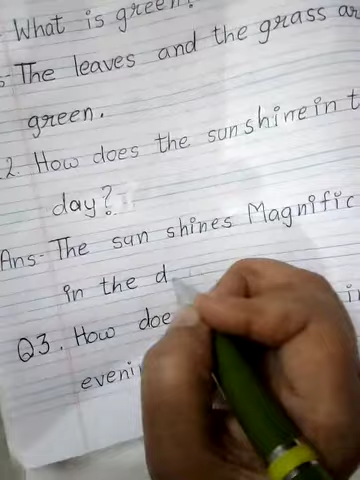 What is green?
The leaves and the grass
green.
2. How does the sunshine in
day?
Ans- The sun shines Magnific
in the d
Q3. How doe
eveni